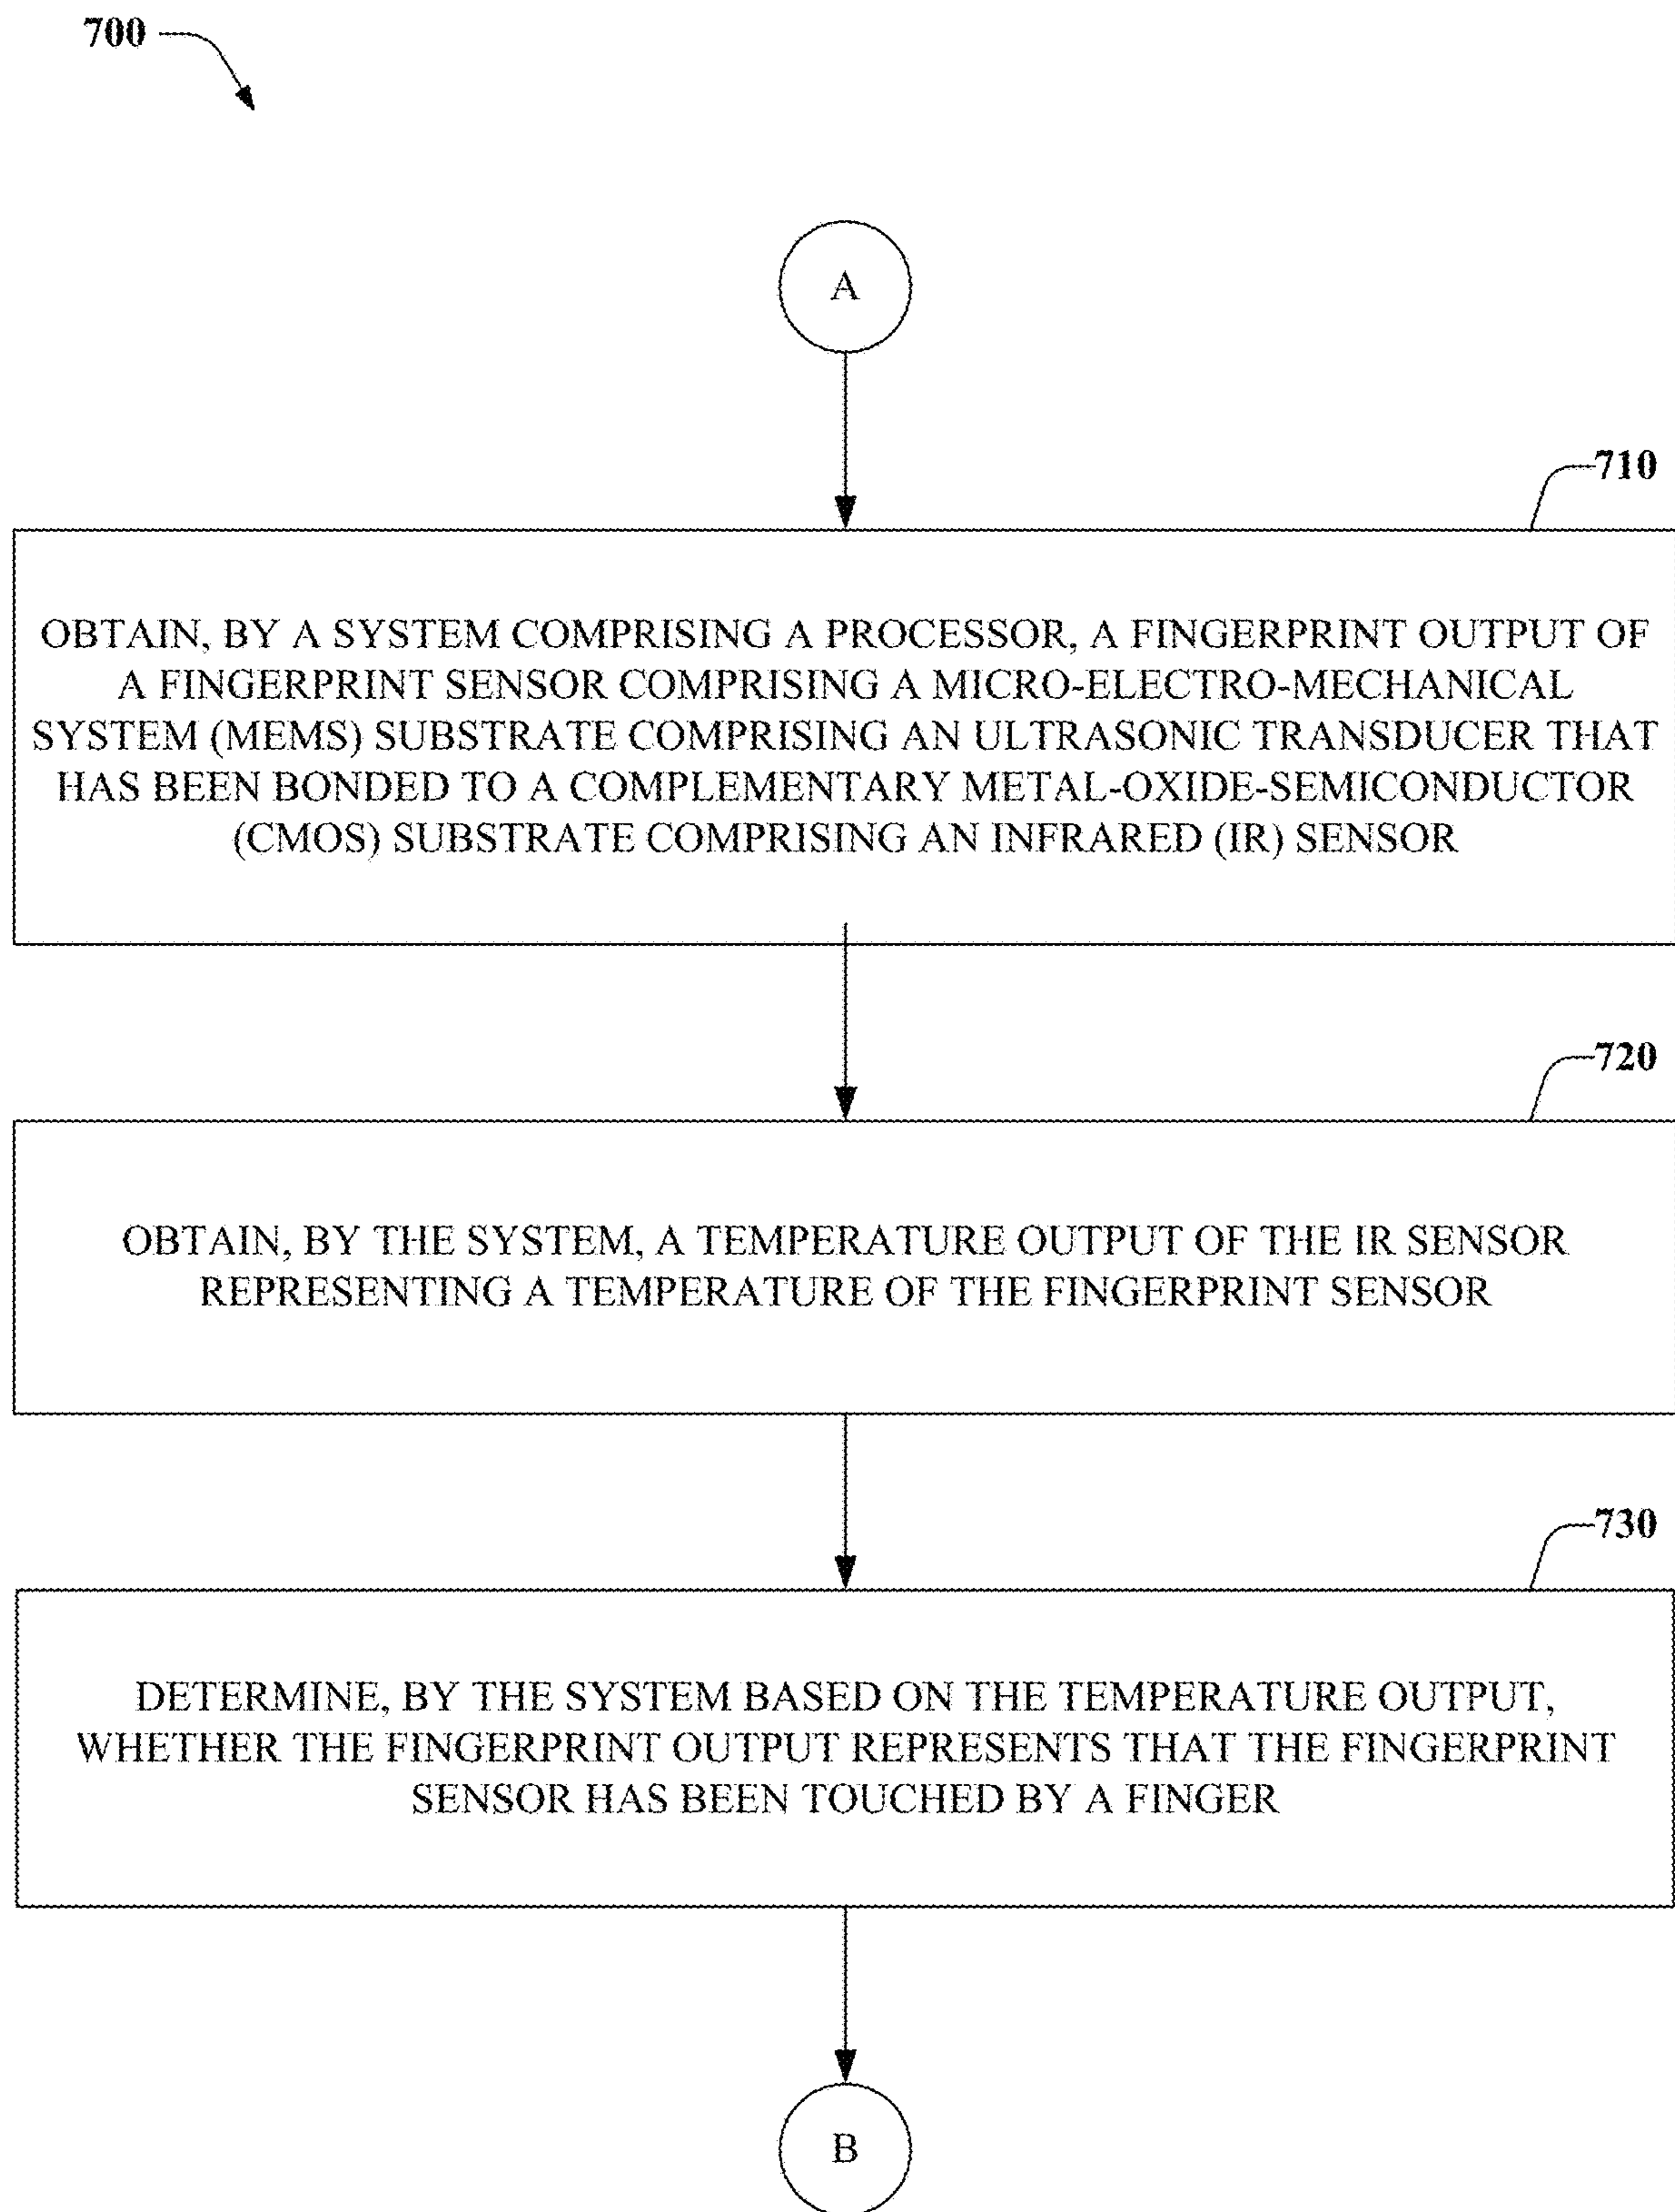 700
A
710
OBTAIN, BY A SYSTEM COMPRISING A PROCESSOR, A FINGERPRINT OUTPUT OF
A FINGERPRINT SENSOR COMPRISING A MICRO-ELECTRO-MECHANICAL
SYSTEM (MEMS) SUBSTRATE COMPRISING AN ULTRASONIC TRANSDUCER THAT
HAS BEEN BONDED TO A COMPLEMENTARY METAL-OXIDE-SEMICONDUCTOR
(CMOS) SUBSTRATE COMPRISING AN INFRARED (IR) SENSOR
720
OBTAIN, BY THE SYSTEM, A TEMPERATURE OUTPUT OF THE IR SENSOR
REPRESENTING A TEMPERATURE OF THE FINGERPRINT SENSOR
730
DETERMINE, BY THE SYSTEM BASED ON THE TEMPERATURE OUTPUT,
WHETHER THE FINGERPRINT OUTPUT REPRESENTS THAT THE FINGERPRINT
SENSOR HAS BEEN TOUCHED BY A FINGER
B